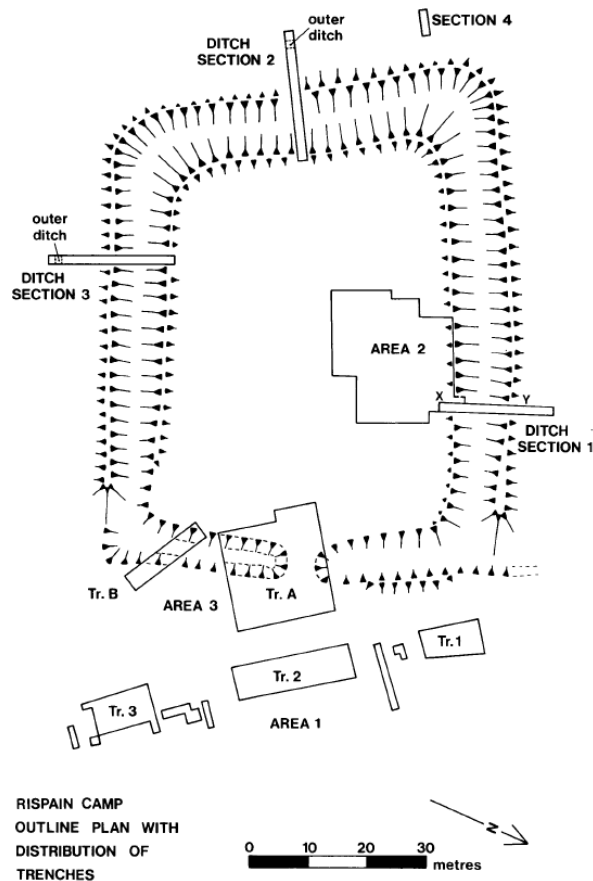 SECTION 4
outer
ditch
DITCH
SECTION 2
outer
ditch
DITCH
SECTION 3
AREA 2
X
Y
DITCH
SECTION 1
Tr. B
AREA 3
Tr. A
Tr.1
Tr. 2
Tr. 3
AREA 1
RISPAIN CAMP
OUTLINE PLAN WITH
DISTRIBUTION OF
TRENCHES
N
0 10 20 30
metres